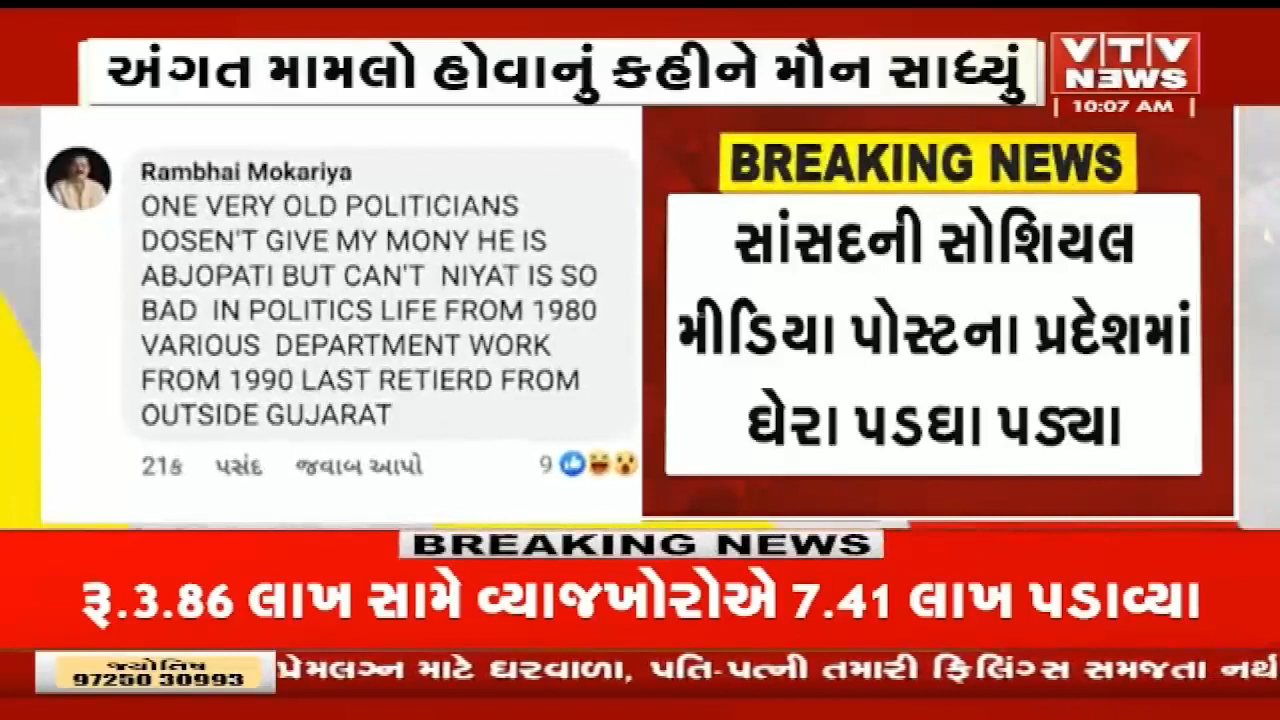 અંગત મામલો હોવાનું કહીને મૌન સાધ્યું
VTV
NEWS
10:07 AM
Rambhai Mokariya
ONE VERY OLD POLITICIANS
DOSEN'T GIVE MY MONY HE IS
ABJOPATI BUT CAN'T NIYAT IS SO
BAD IN POLITICS LIFE FROM 1980
VARIOUS DEPARTMENT WORK
FROM 1990 LAST RETIERD FROM
OUTSIDE GUJARAT
21ક પસંદ જવાબ આપો 9
BREAKING NEWS
સાંસદની સોશિયલ
મીડિયા પોસ્ટના પ્રદેશમાં
ઘેરા પડઘા પડ્યા
BREAKING NEWS
રૂ.3.86 લાખ સામે વ્યાજખોરોએ 7.41 લાખ પડાવ્યા
જ્યોતિષ
97250 30993
પ્રેમલગ્ન માટે ઘરવાળા, પતિ-પત્ની તમારી ફિલિંગ્સ સમજતા નથ